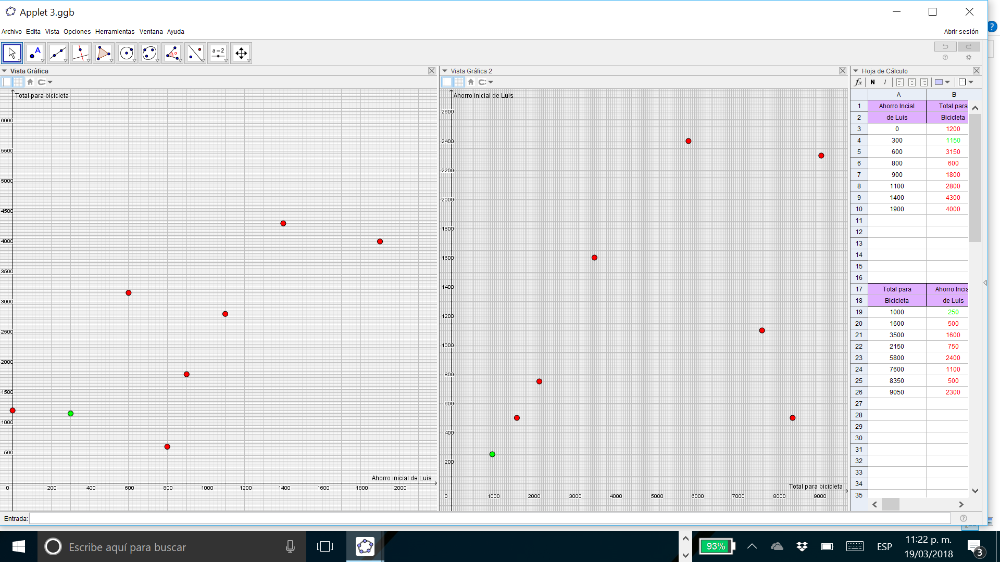 Applet 3.ggb
Archivo Edita Vista Opciones Herramientas Ventana Ayuda
Abrir sesión
A
α
a=2
Vista Gráfica
Vista Gráfica 2
Hoja de Cálculo
fx N I
Total para bicicleta
6000
5500
5000
4500
4000
3500
3000
2500
2000
1500
1000
500
Ahorro inicial de Luis
0 200 400 600 800 1000 1200 1400 1600 1800 2000
Ahorro inicial de Luis
2600
2400
2200
2000
1800
1600
1400
1200
1000
800
600
400
200
Total para bicicleta
0 1000 2000 3000 4000 5000 6000 7000 8000 9000
A B
1 Ahorro Incial Total para
2 de Luis Bicicleta
3 0 1200
4 300 1150
5 600 3150
6 800 600
7 900 1800
8 1100 2800
9 1400 4300
10 1900 4000
11
12
13
14
15
16
17 Total para Ahorro Incia
18 Bicicleta de Luis
19 1000 250
20 1600 500
21 3500 1600
22 2150 750
23 5800 2400
24 7600 1100
25 8350 500
26 9050 2300
27
28
29
30
31
32
33
34
35
Entrada:
Escribe aquí para buscar
93%
ESP
11:22 p. m.
19/03/2018
3